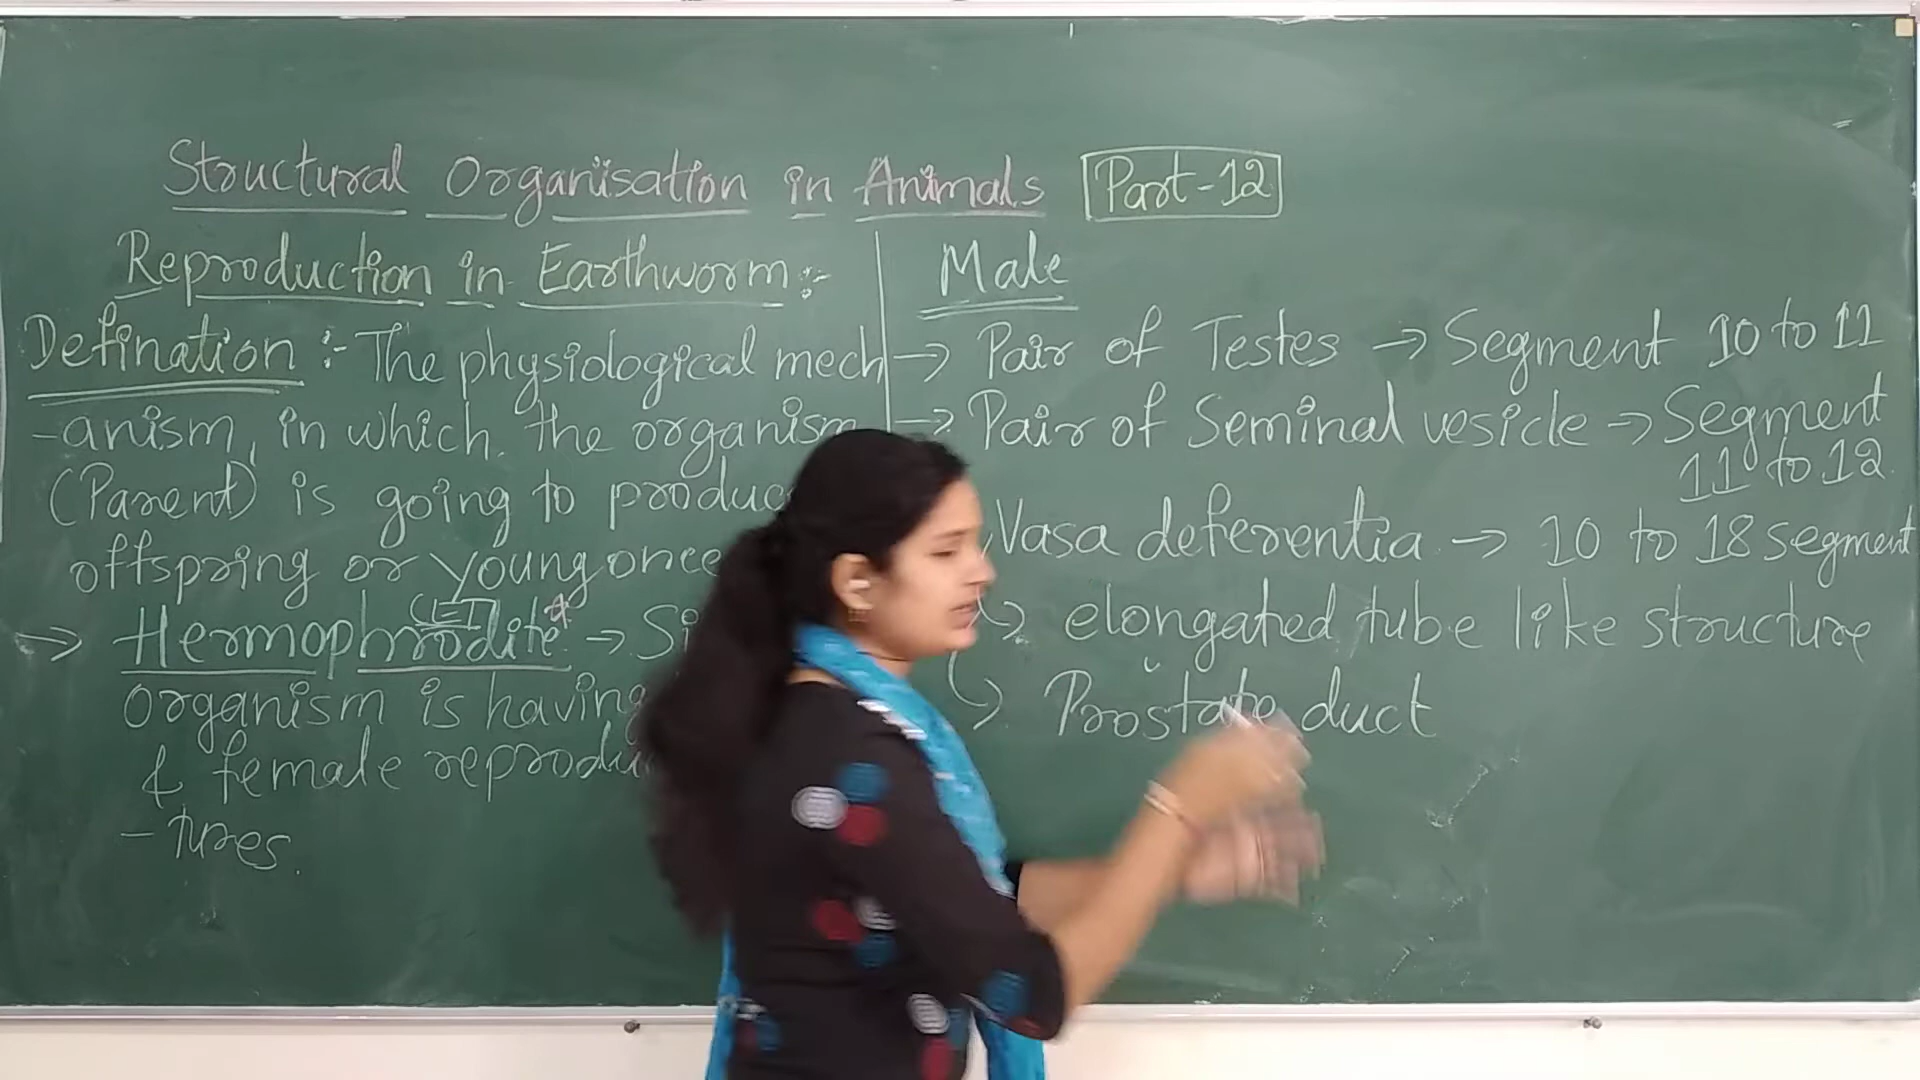 Structural Organisation in Animals Part-12
Reproduction in Earthworm :-
Defination :- The physiological mech
-anism, in which, the organism
(Parent) is going to produc
offspring or young once
(CET) *
→ Hermophrodite →
organism is having
& female reprodu
- tures.
Male
→ Pair of Testes → Segment 10 to 11
→ Pair of Seminal vesicle → Segment
11 to 12
Vasa deferentia → 10 to 18 segment
↳ elongated tube like structure
↳ Prostate duct